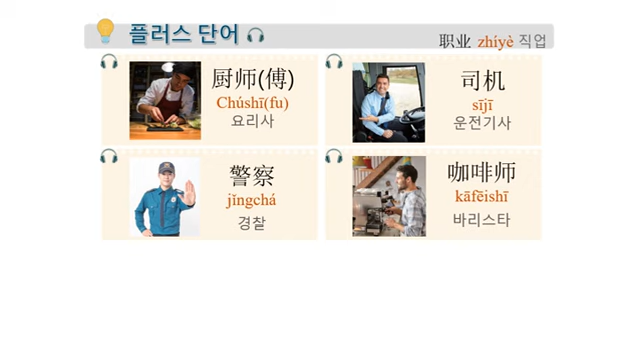 플러스 단어
职业 zhíyè 직업
厨师(傅)
Chúshī(fu)
요리사
司机
sījī
운전기사
警察
jǐngchá
경찰
咖啡师
kāfēishī
바리스타